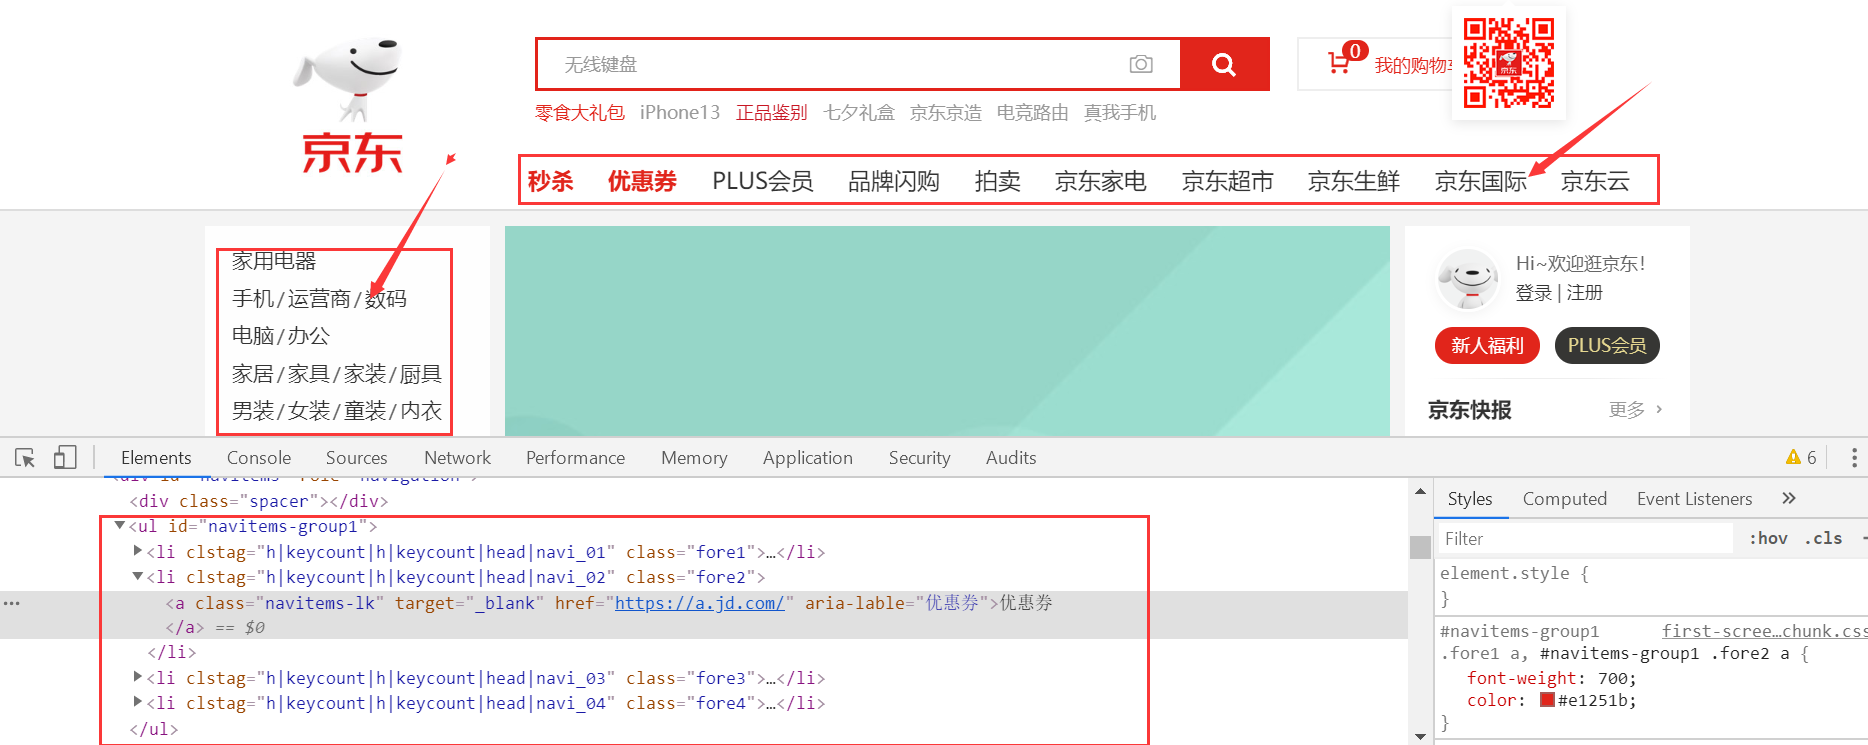 无线键盘
0
我的购物车
京东
零食大礼包 iPhone13 正品鉴别 七夕礼盒 京东京造 电竞路由 真我手机
京东
秒杀 优惠券 PLUS会员 品牌闪购 拍卖 京东家电 京东超市 京东生鲜 京东国际 京东云
家用电器
手机/运营商/数码
电脑/办公
家居/家具/家装/厨具
男装/女装/童装/内衣
Hi~欢迎逛京东!
登录 | 注册
新人福利 PLUS会员
京东快报 更多 >
Elements Console Sources Network Performance Memory Application Security Audits 6
<div id="navitems" role="navigation">
<div class="spacer"></div>
▼<ul id="navitems-group1">
▶<li clstag="h|keycount|h|keycount|head|navi_01" class="fore1">…</li>
▼<li clstag="h|keycount|h|keycount|head|navi_02" class="fore2">
<a class="navitems-lk" target="_blank" href="https://a.jd.com/" aria-lable="优惠券">优惠券
</a> == $0
</li>
▶<li clstag="h|keycount|h|keycount|head|navi_03" class="fore3">…</li>
▶<li clstag="h|keycount|h|keycount|head|navi_04" class="fore4">…</li>
</ul>
Styles Computed Event Listeners »
Filter :hov .cls
element.style {
}
#navitems-group1 first-scree…chunk.css
.fore1 a, #navitems-group1 .fore2 a {
font-weight: 700;
color: #e1251b;
}